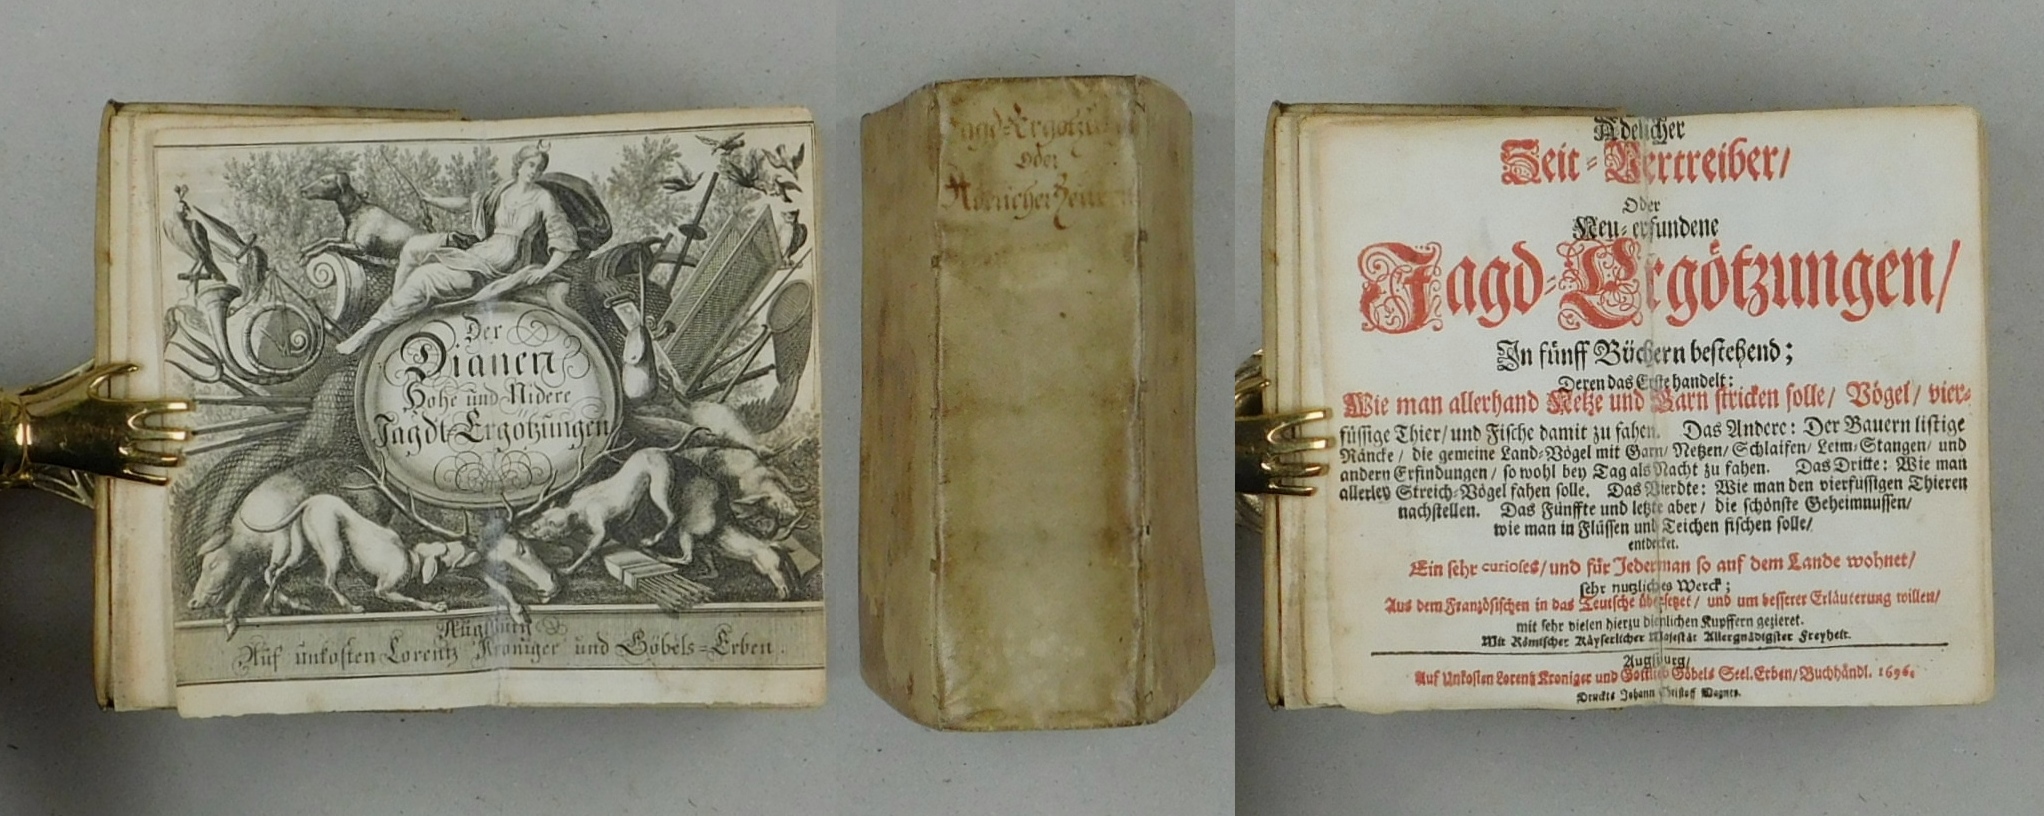 Der
Dianen
Hohe und Nidere
Jagdt-Ergötzungen
Augspurg
Auf unkosten Lorentz Kroniger und Göbels-Erben.
Jagd-Ergötzu
Oder
Adelicher Zeit
Adelicher
Zeit-Vertreiber/
Oder
Neu-erfundene
Jagd-Ergötzungen/
In fünff Büchern bestehend;
Deren das Erste handelt:
Wie man allerhand Netze und Garn stricken solle/ Vögel/ vier-
füssige Thier/ und Fische damit zu fahen. Das Andere: Der Bauern listige
Räncke/ die gemeine Land-Vögel mit Garn/ Netzen/ Schlaifen/ Leim-Stangen/ und
andern Erfindungen/ so wohl bey Tag als Nacht zu fahen. Das Dritte: Wie man
allerley Streich-Vögel fahen solle. Das Vierdte: Wie man den vierfüssigen Thieren
nachstellen. Das Fünffte und letzte aber/ die schönste Geheimnussen/
wie man in Flüssen und Teichen fischen solle/
entdecket.
Ein sehr curioses/ und für Jederman so auf dem Lande wohnet/
sehr nutzliches Werck;
Aus dem Französischen in das Teutsche übersetzet/ und um besserer Erläuterung willen/
mit sehr vielen hierzu dienlichen Kupffern gezieret.
Mit Römischer Käyserlicher Majestät Allergnädigster Freyheit.
Augspurg/
Auf Unkosten Lorentz Kroniger und Gottlieb Göbels Seel. Erben/ Buchhändl. 1696.
Druckts Johann Christoff Wagner.